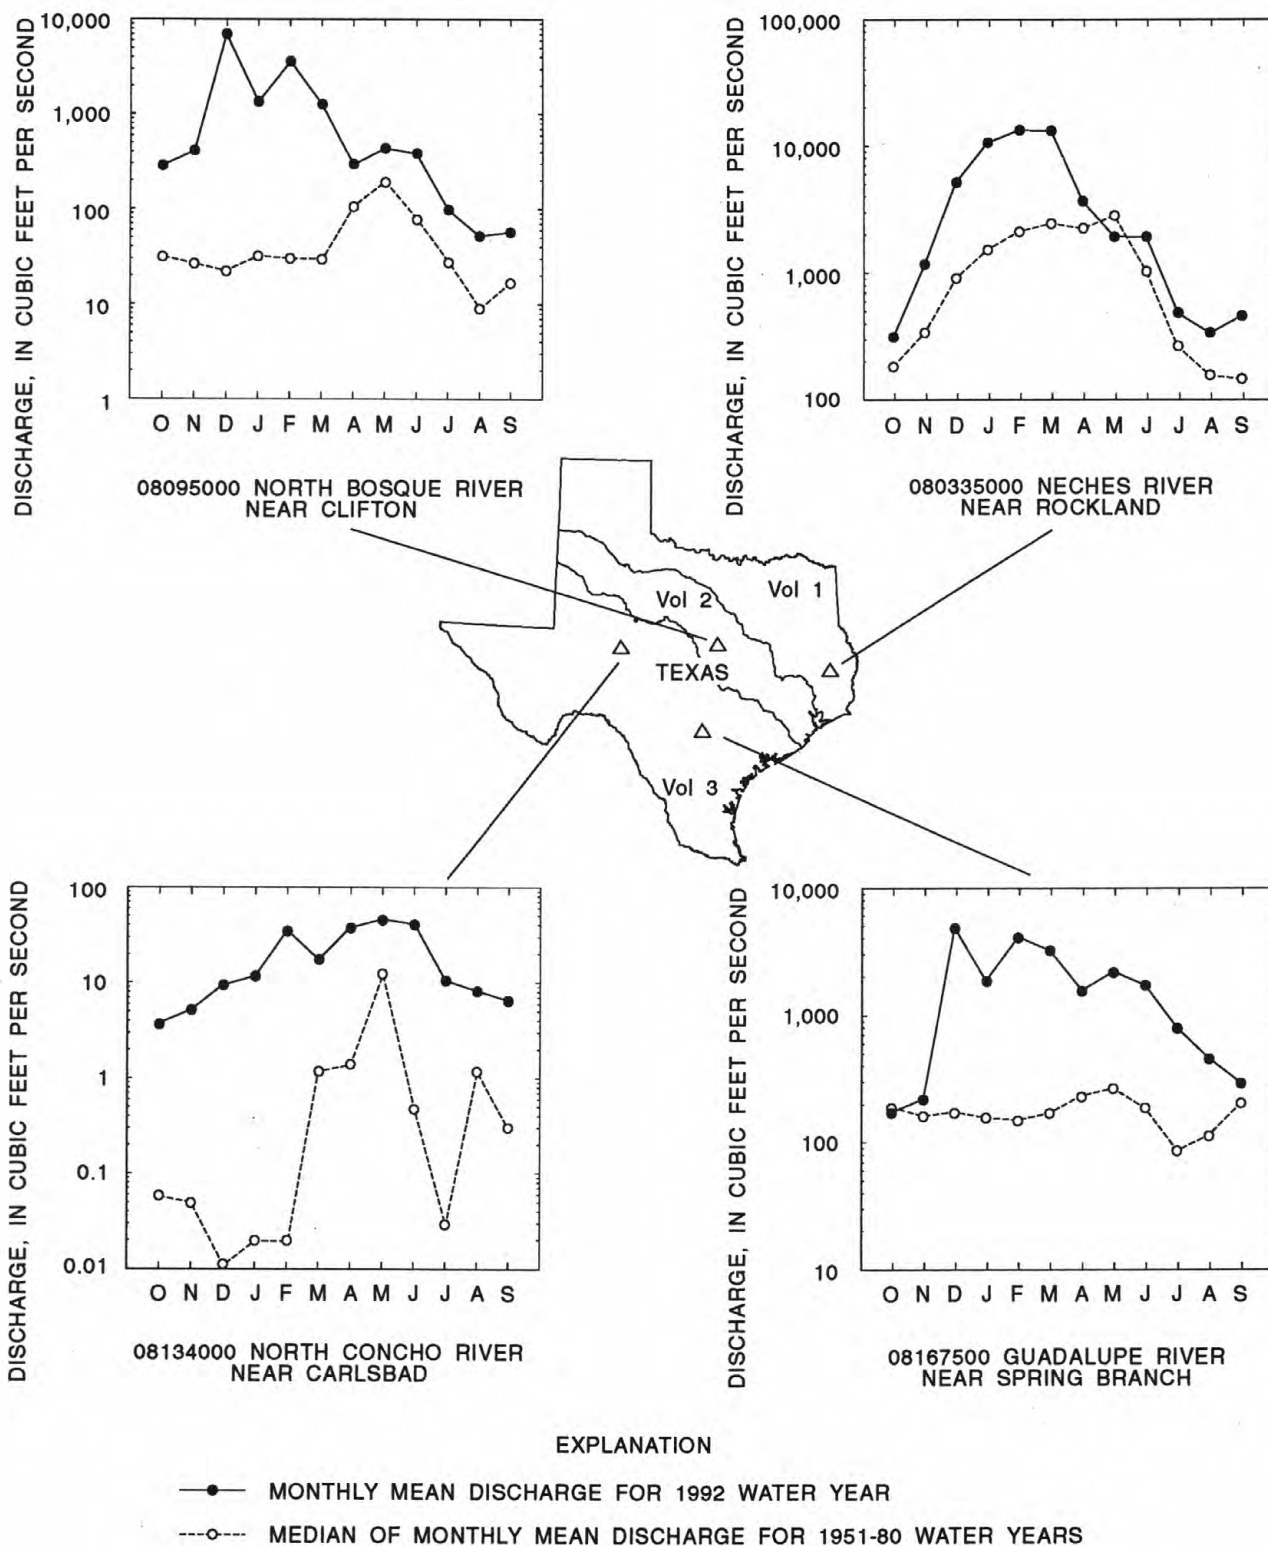 DISCHARGE, IN CUBIC FEET PER SECOND
10,000
1,000
100
10
1
O N D J F M A M J J A S
08095000 NORTH BOSQUE RIVER
NEAR CLIFTON
DISCHARGE, IN CUBIC FEET PER SECOND
100,000
10,000
1,000
100
O N D J F M A M J J A S
080335000 NECHES RIVER
NEAR ROCKLAND
Vol 1
Vol 2
TEXAS
Vol 3
DISCHARGE, IN CUBIC FEET PER SECOND
100
10
1
0.1
0.01
O N D J F M A M J J A S
08134000 NORTH CONCHO RIVER
NEAR CARLSBAD
DISCHARGE, IN CUBIC FEET PER SECOND
10,000
1,000
100
10
O N D J F M A M J J A S
08167500 GUADALUPE RIVER
NEAR SPRING BRANCH
EXPLANATION
MONTHLY MEAN DISCHARGE FOR 1992 WATER YEAR
MEDIAN OF MONTHLY MEAN DISCHARGE FOR 1951-80 WATER YEARS